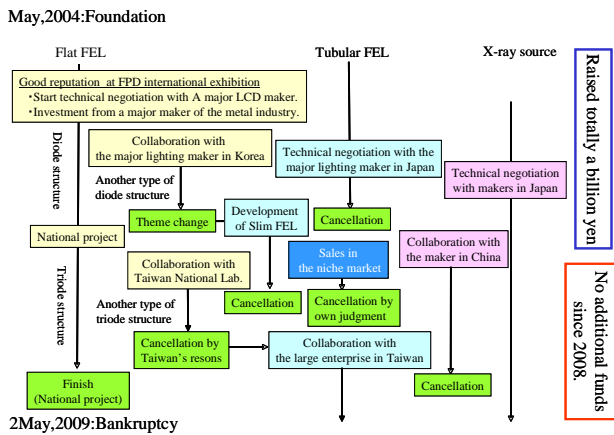 May,2004:Foundation
Flat FEL
Tubular FEL
X-ray source
Good reputation at FPD international exhibition
・Start technical negotiation with A major LCD maker.
・Investment from a major maker of the metal industry.
Raised totally a billion yen
Diode structure
Collaboration with
the major lighting maker in Korea
Technical negotiation with the
major lighting maker in Japan
Technical negotiation
with makers in Japan
Another type of
diode structure
Theme change
Development
of Slim FEL
Cancellation
National project
Sales in
the niche market
Collaboration with
the maker in China
Collaboration with
Taiwan National Lab.
Triode structure
Cancellation
Cancellation by
own judgment
No additional funds
since 2008.
Another type of
triode structure
Cancellation by
Taiwan's resons
Collaboration with
the large enterprise in Taiwan
Finish
(National project)
Cancellation
2May,2009:Bankruptcy